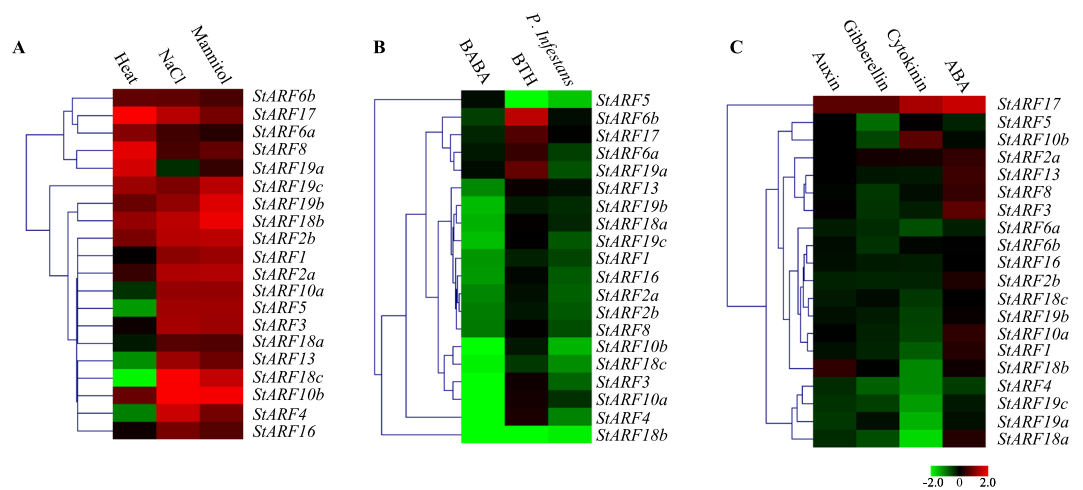 A
Heat
NaCl
Mannitol
StARF6b
StARF17
StARF6a
StARF8
StARF19a
StARF19c
StARF19b
StARF18b
StARF2b
StARF1
StARF2a
StARF10a
StARF5
StARF3
StARF18a
StARF13
StARF18c
StARF10b
StARF4
StARF16
B
BABA
BTH
P. Infestans
StARF5
StARF6b
StARF17
StARF6a
StARF19a
StARF13
StARF19b
StARF18a
StARF19c
StARF1
StARF16
StARF2a
StARF2b
StARF8
StARF10b
StARF18c
StARF3
StARF10a
StARF4
StARF18b
C
Auxin
Gibberellin
Cytokinin
ABA
StARF17
StARF5
StARF10b
StARF2a
StARF13
StARF8
StARF3
StARF6a
StARF6b
StARF16
StARF2b
StARF18c
StARF19b
StARF10a
StARF1
StARF18b
StARF4
StARF19c
StARF19a
StARF18a
-2.0 0 2.0